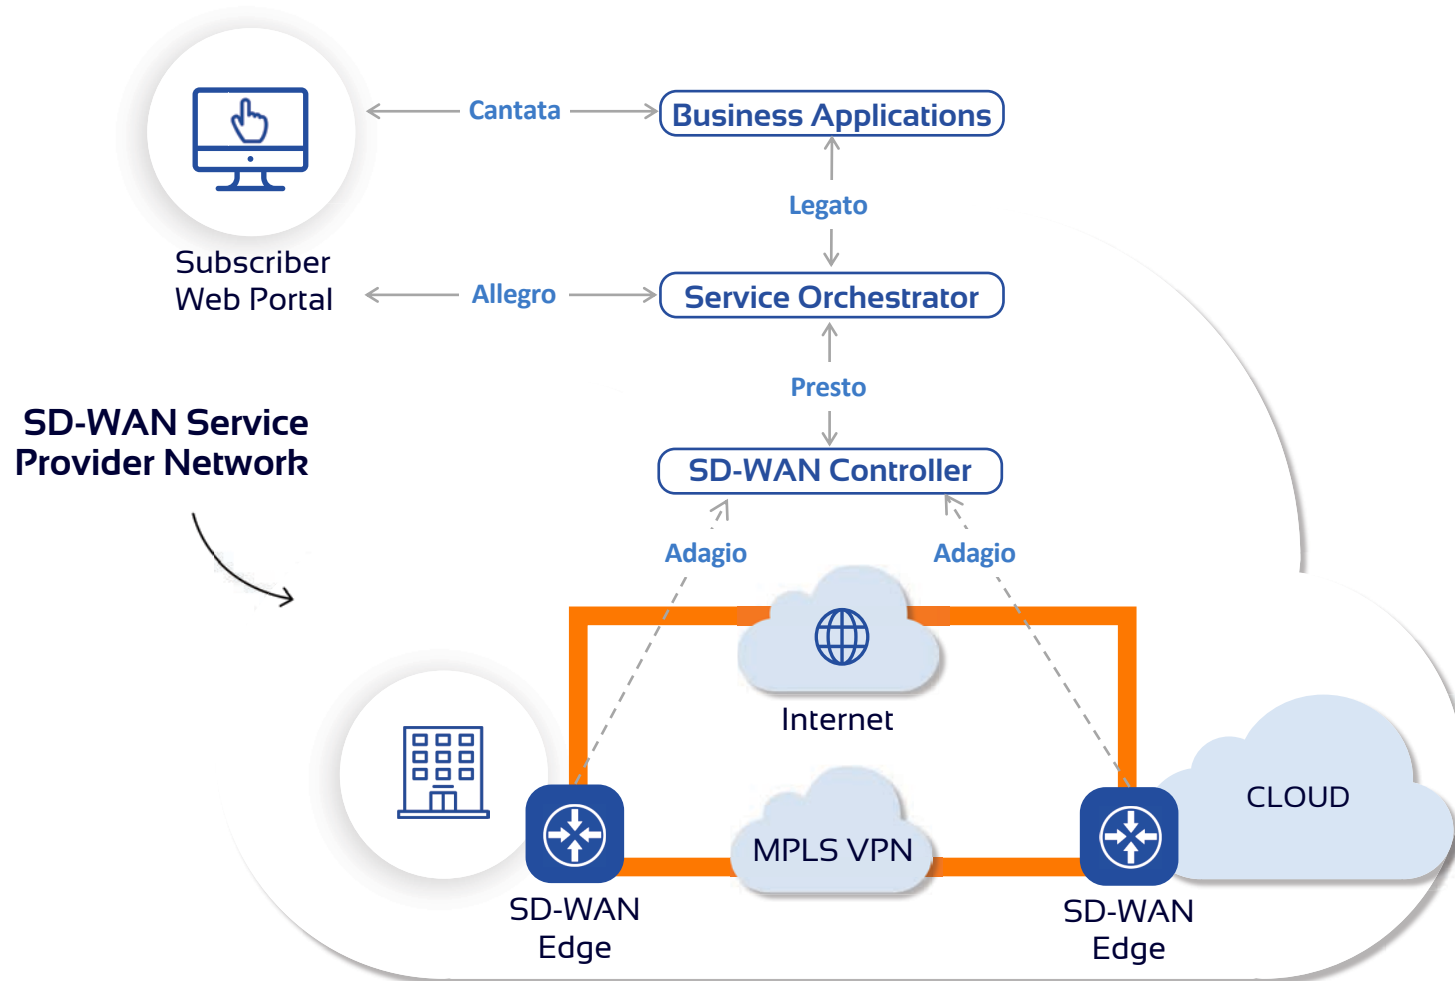 Cantata
Business Applications
Legato
Subscriber
Web Portal
Allegro
Service Orchestrator
Presto
SD-WAN Service
Provider Network
SD-WAN Controller
Adagio
Adagio
Internet
CLOUD
MPLS VPN
SD-WAN
Edge
SD-WAN
Edge